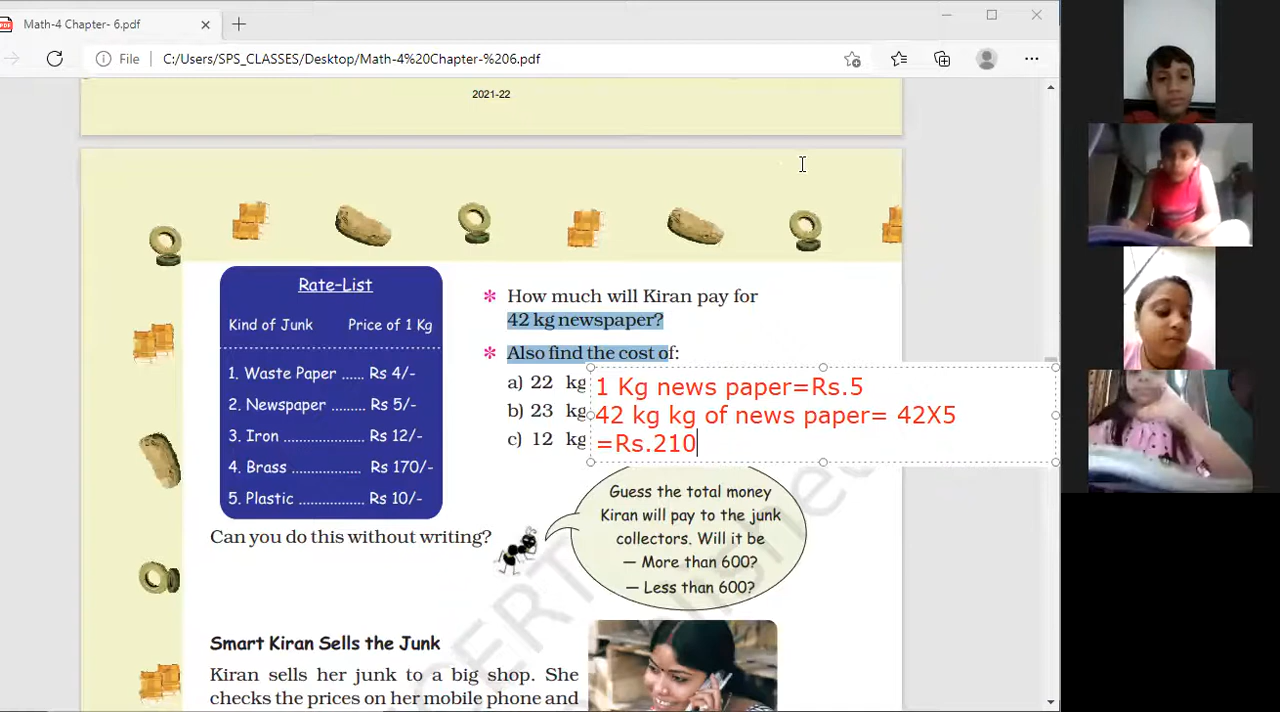 Math-4 Chapter- 6.pdf
File C:/Users/SPS_CLASSES/Desktop/Math-4%20Chapter-%206.pdf
2021-22
Rate–List
Kind of Junk Price of 1 Kg
1. Waste Paper ...... Rs 4/-
2. Newspaper ......... Rs 5/-
3. Iron ..................... Rs 12/-
4. Brass .................. Rs 170/-
5. Plastic ................. Rs 10/-
Can you do this without writing?
* How much will Kiran pay for
42 kg newspaper?
* Also find the cost of:
a) 22 kg
b) 23 kg
c) 12 kg
1 Kg news paper=Rs.5
42 kg kg of news paper= 42X5
=Rs.210
Guess the total money
Kiran will pay to the junk
collectors. Will it be
— More than 600?
— Less than 600?
Smart Kiran Sells the Junk
Kiran sells her junk to a big shop. She
checks the prices on her mobile phone and